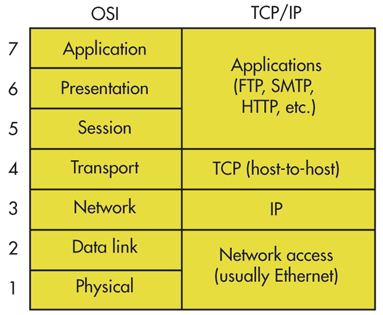 OSI TCP/IP
7 Application
6 Presentation
5 Session
Applications
(FTP, SMTP,
HTTP, etc.)
4 Transport TCP (host-to-host)
3 Network IP
2 Data link
1 Physical
Network access
(usually Ethernet)